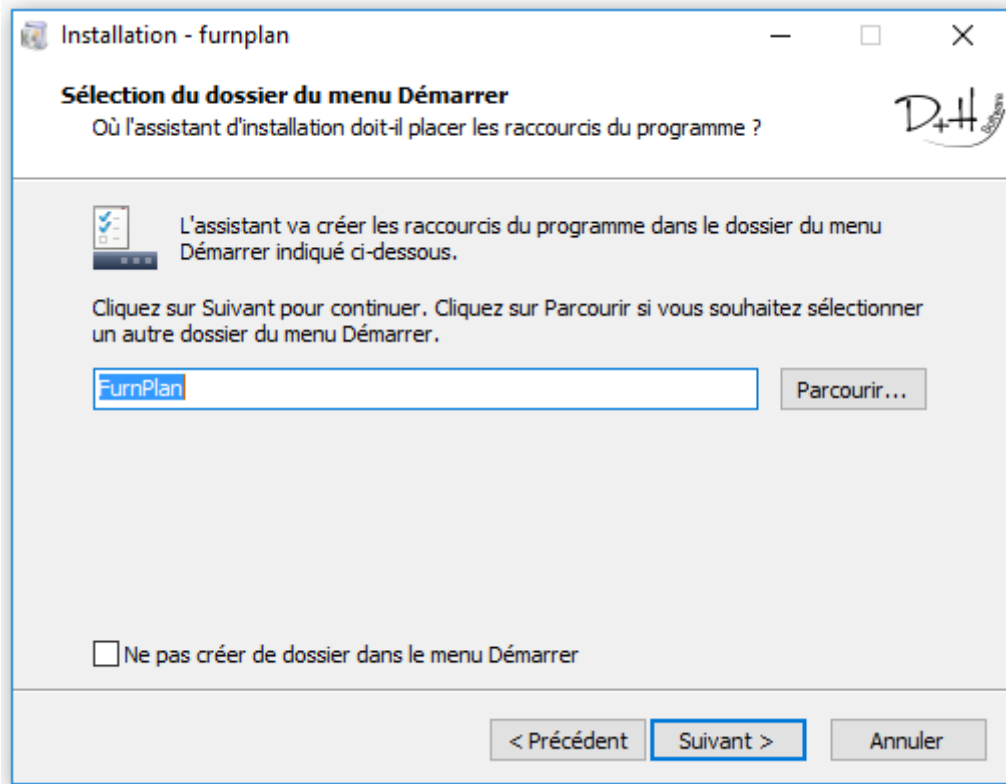 Installation - furnplan
Sélection du dossier du menu Démarrer
Où l'assistant d'installation doit-il placer les raccourcis du programme ?
D+H Software
L'assistant va créer les raccourcis du programme dans le dossier du menu
Démarrer indiqué ci-dessous.
Cliquez sur Suivant pour continuer. Cliquez sur Parcourir si vous souhaitez sélectionner
un autre dossier du menu Démarrer.
FurnPlan
Parcourir...
Ne pas créer de dossier dans le menu Démarrer
< Précédent
Suivant >
Annuler